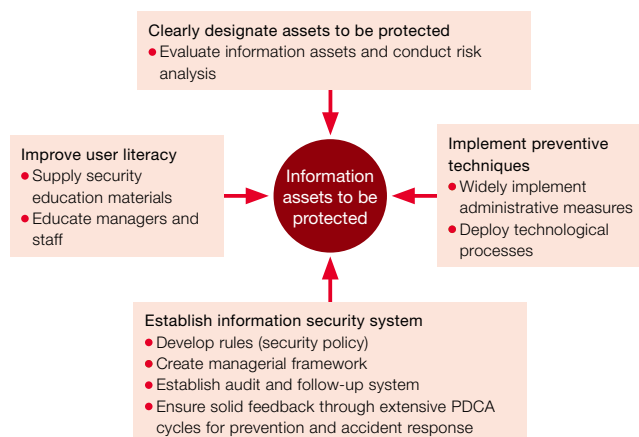 Clearly designate assets to be protected
● Evaluate information assets and conduct risk
analysis
Improve user literacy
● Supply security
education materials
● Educate managers and
staff
Information
assets to be
protected
Implement preventive
techniques
● Widely implement
administrative measures
● Deploy technological
processes
Establish information security system
● Develop rules (security policy)
● Create managerial framework
● Establish audit and follow-up system
● Ensure solid feedback through extensive PDCA
cycles for prevention and accident response